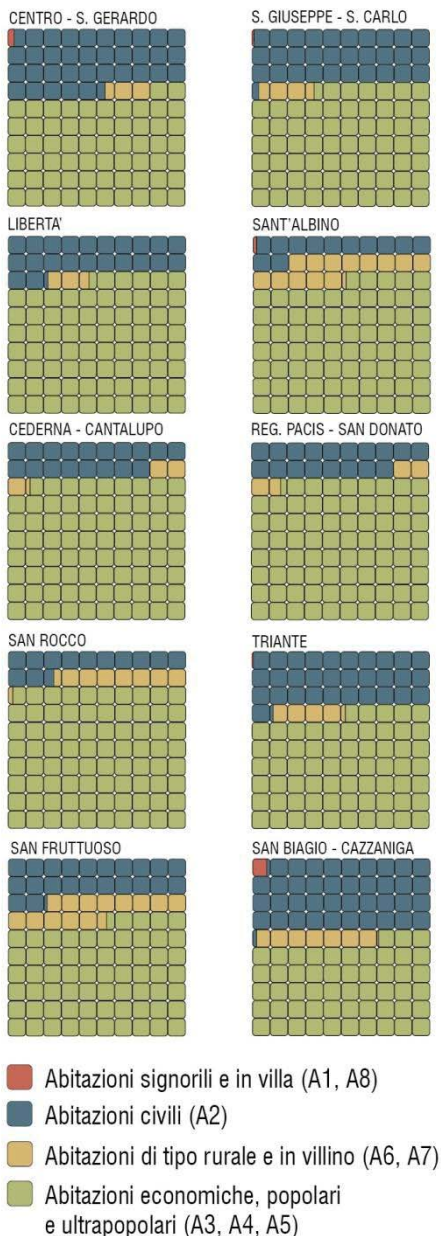 CENTRO - S. GERARDO
S. GIUSEPPE - S. CARLO
LIBERTA'
SANT'ALBINO
CEDERNA - CANTALUPO
REG. PACIS - SAN DONATO
SAN ROCCO
TRIANTE
SAN FRUTTUOSO
SAN BIAGIO - CAZZANIGA
Abitazioni signorili e in villa (A1, A8)
Abitazioni civili (A2)
Abitazioni di tipo rurale e in villino (A6, A7)
Abitazioni economiche, popolari
e ultrapopolari (A3, A4, A5)